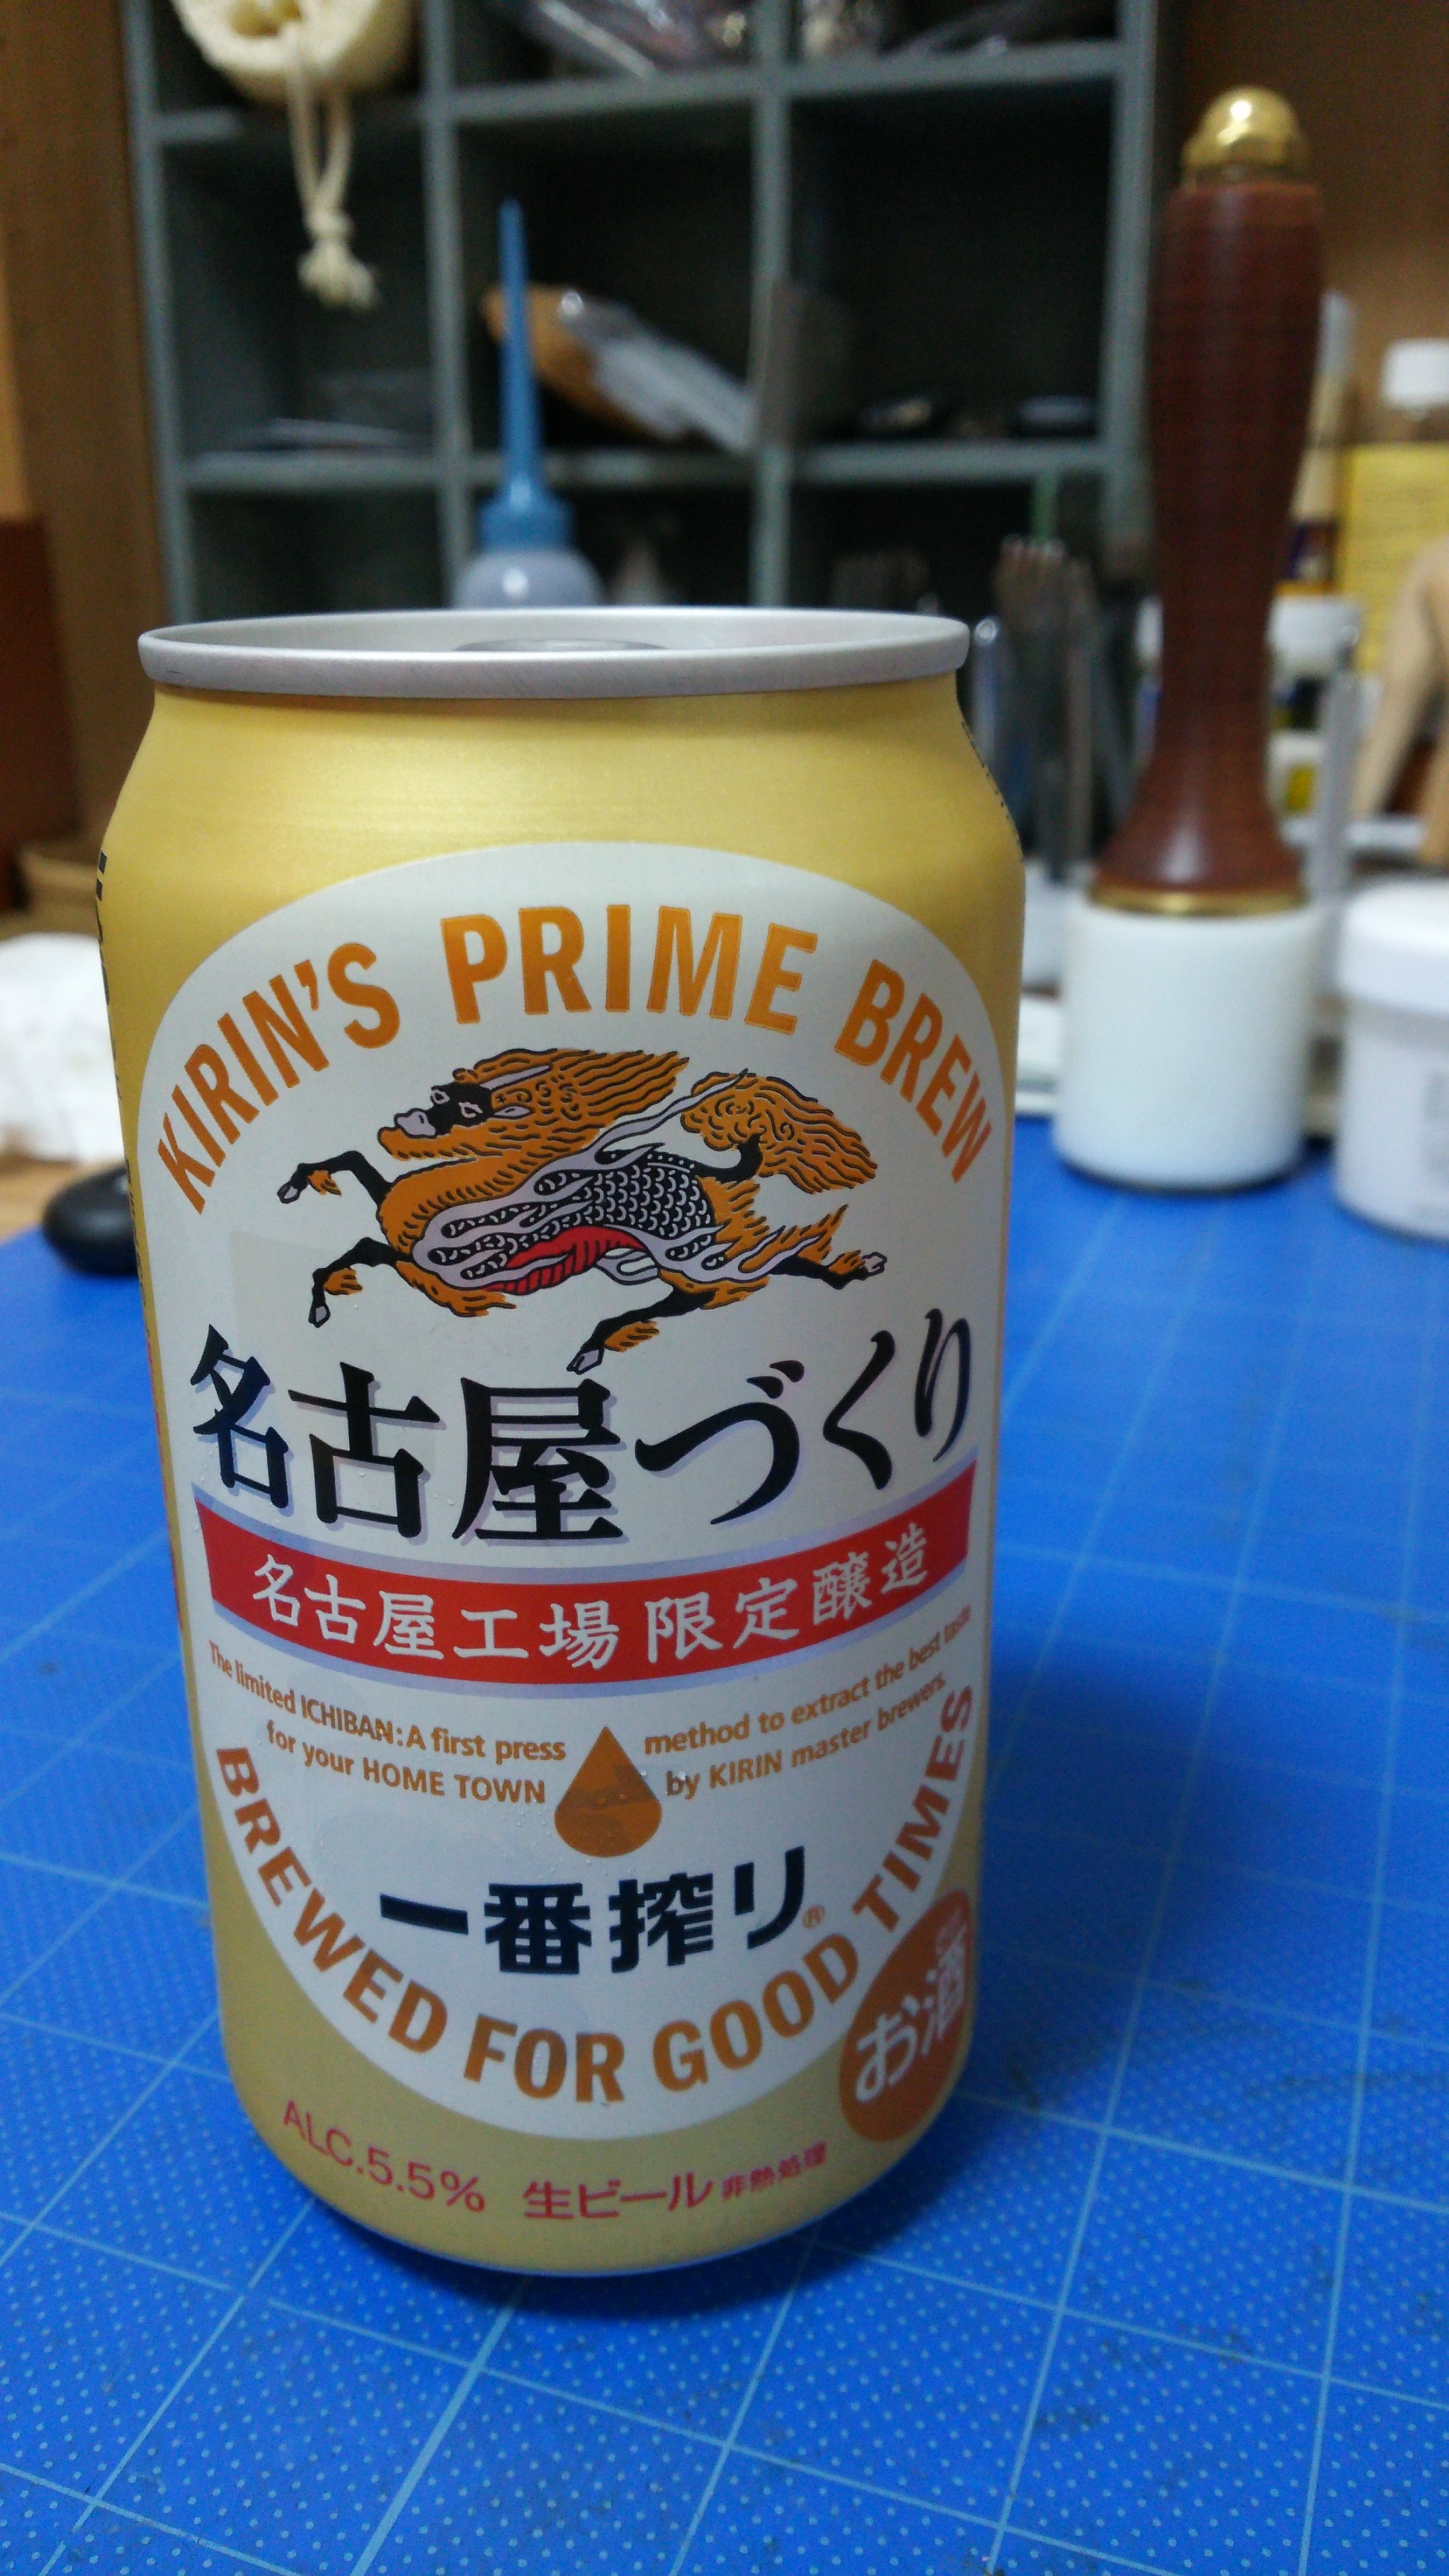 KIRIN'S PRIME BREW
名古屋づくり
名古屋工場 限定醸造
The limited ICHIBAN: A first press method to extract the best taste
for your HOME TOWN by KIRIN master brewers.
一番搾り®
BREWED FOR GOOD TIMES
お酒
ALC.5.5% 生ビール 非熱処理